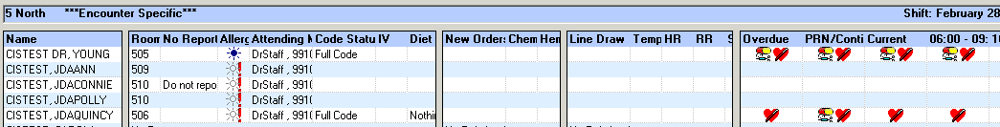 5 North ***Encounter Specific*** Shift: February 28
Name Room No Report Allerg Attending M Code Statu IV Diet New Order: Chem Hem Line Draw Temp HR RR S Overdue PRN/Conti Current 06:00 - 09: 1
CISTEST DR, YOUNG 505 DrStaff , 991( Full Code
CISTEST, JDAANN 509 DrStaff , 991(
CISTEST, JDACONNIE 510 Do not repo DrStaff , 991(
CISTEST, JDAPOLLY 510
CISTEST, JDAQUINCY 506 DrStaff , 991( Full Code Nothi